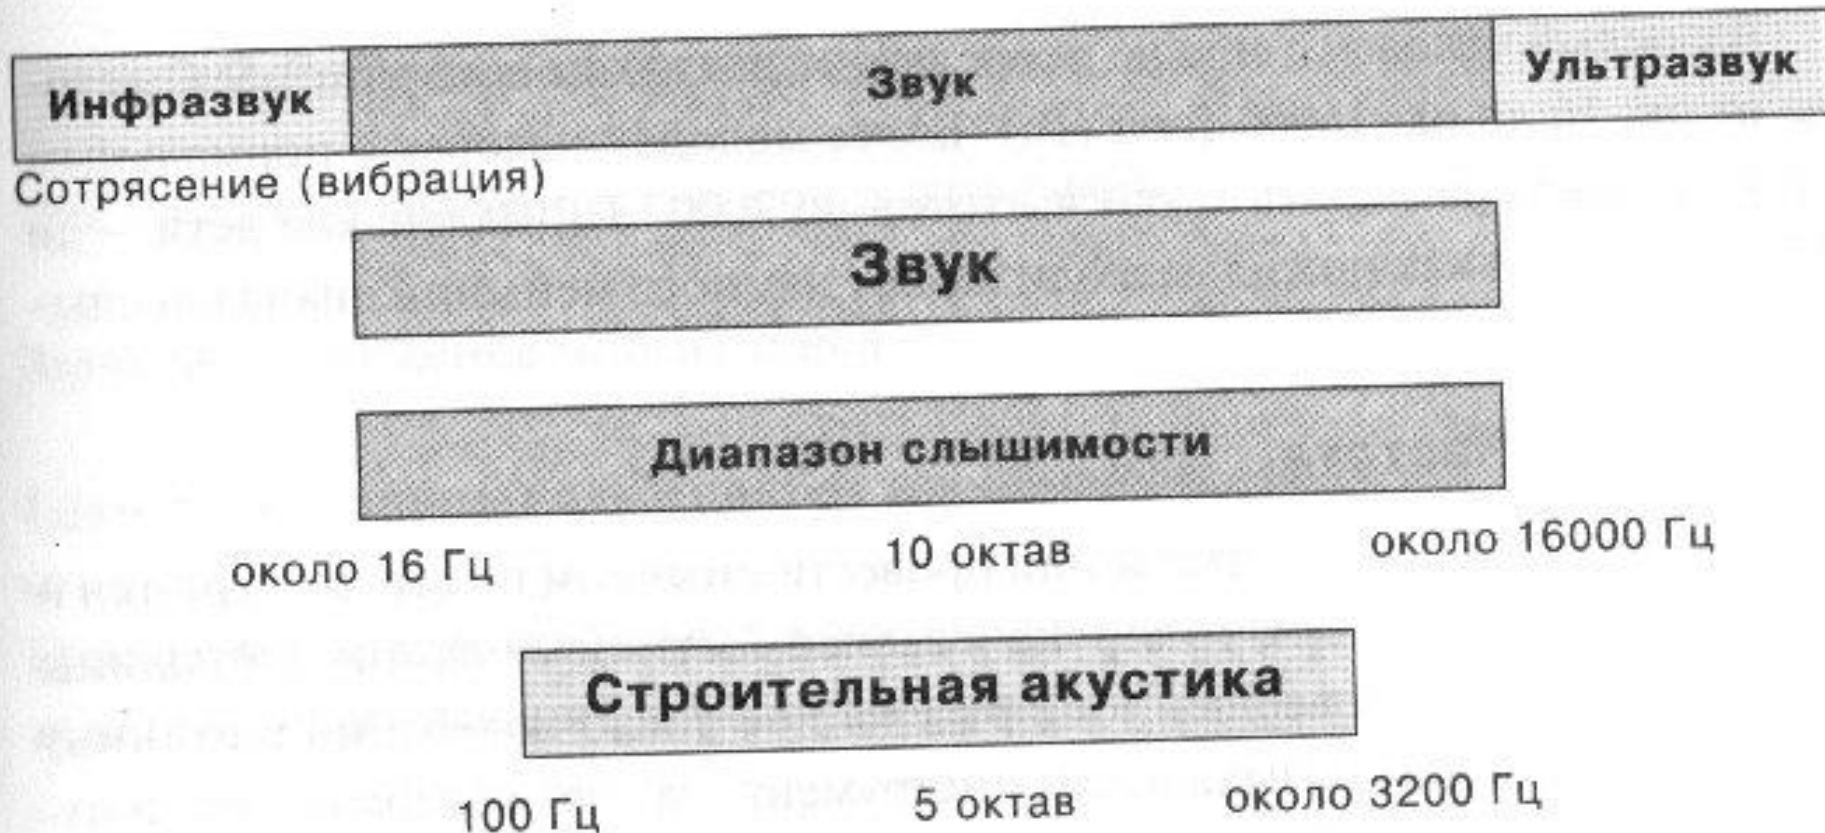 Инфразвук Звук Ультразвук
Сотрясение (вибрация)
Звук
Диапазон слышимости
около 16 Гц 10 октав около 16000 Гц
Строительная акустика
100 Гц 5 октав около 3200 Гц